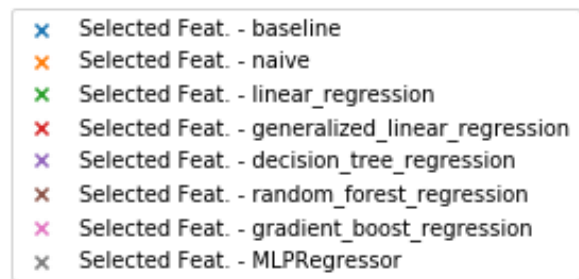 Selected Feat. - baseline
Selected Feat. - naive
Selected Feat. - linear_regression
Selected Feat. - generalized_linear_regression
Selected Feat. - decision_tree_regression
Selected Feat. - random_forest_regression
Selected Feat. - gradient_boost_regression
Selected Feat. - MLPRegressor